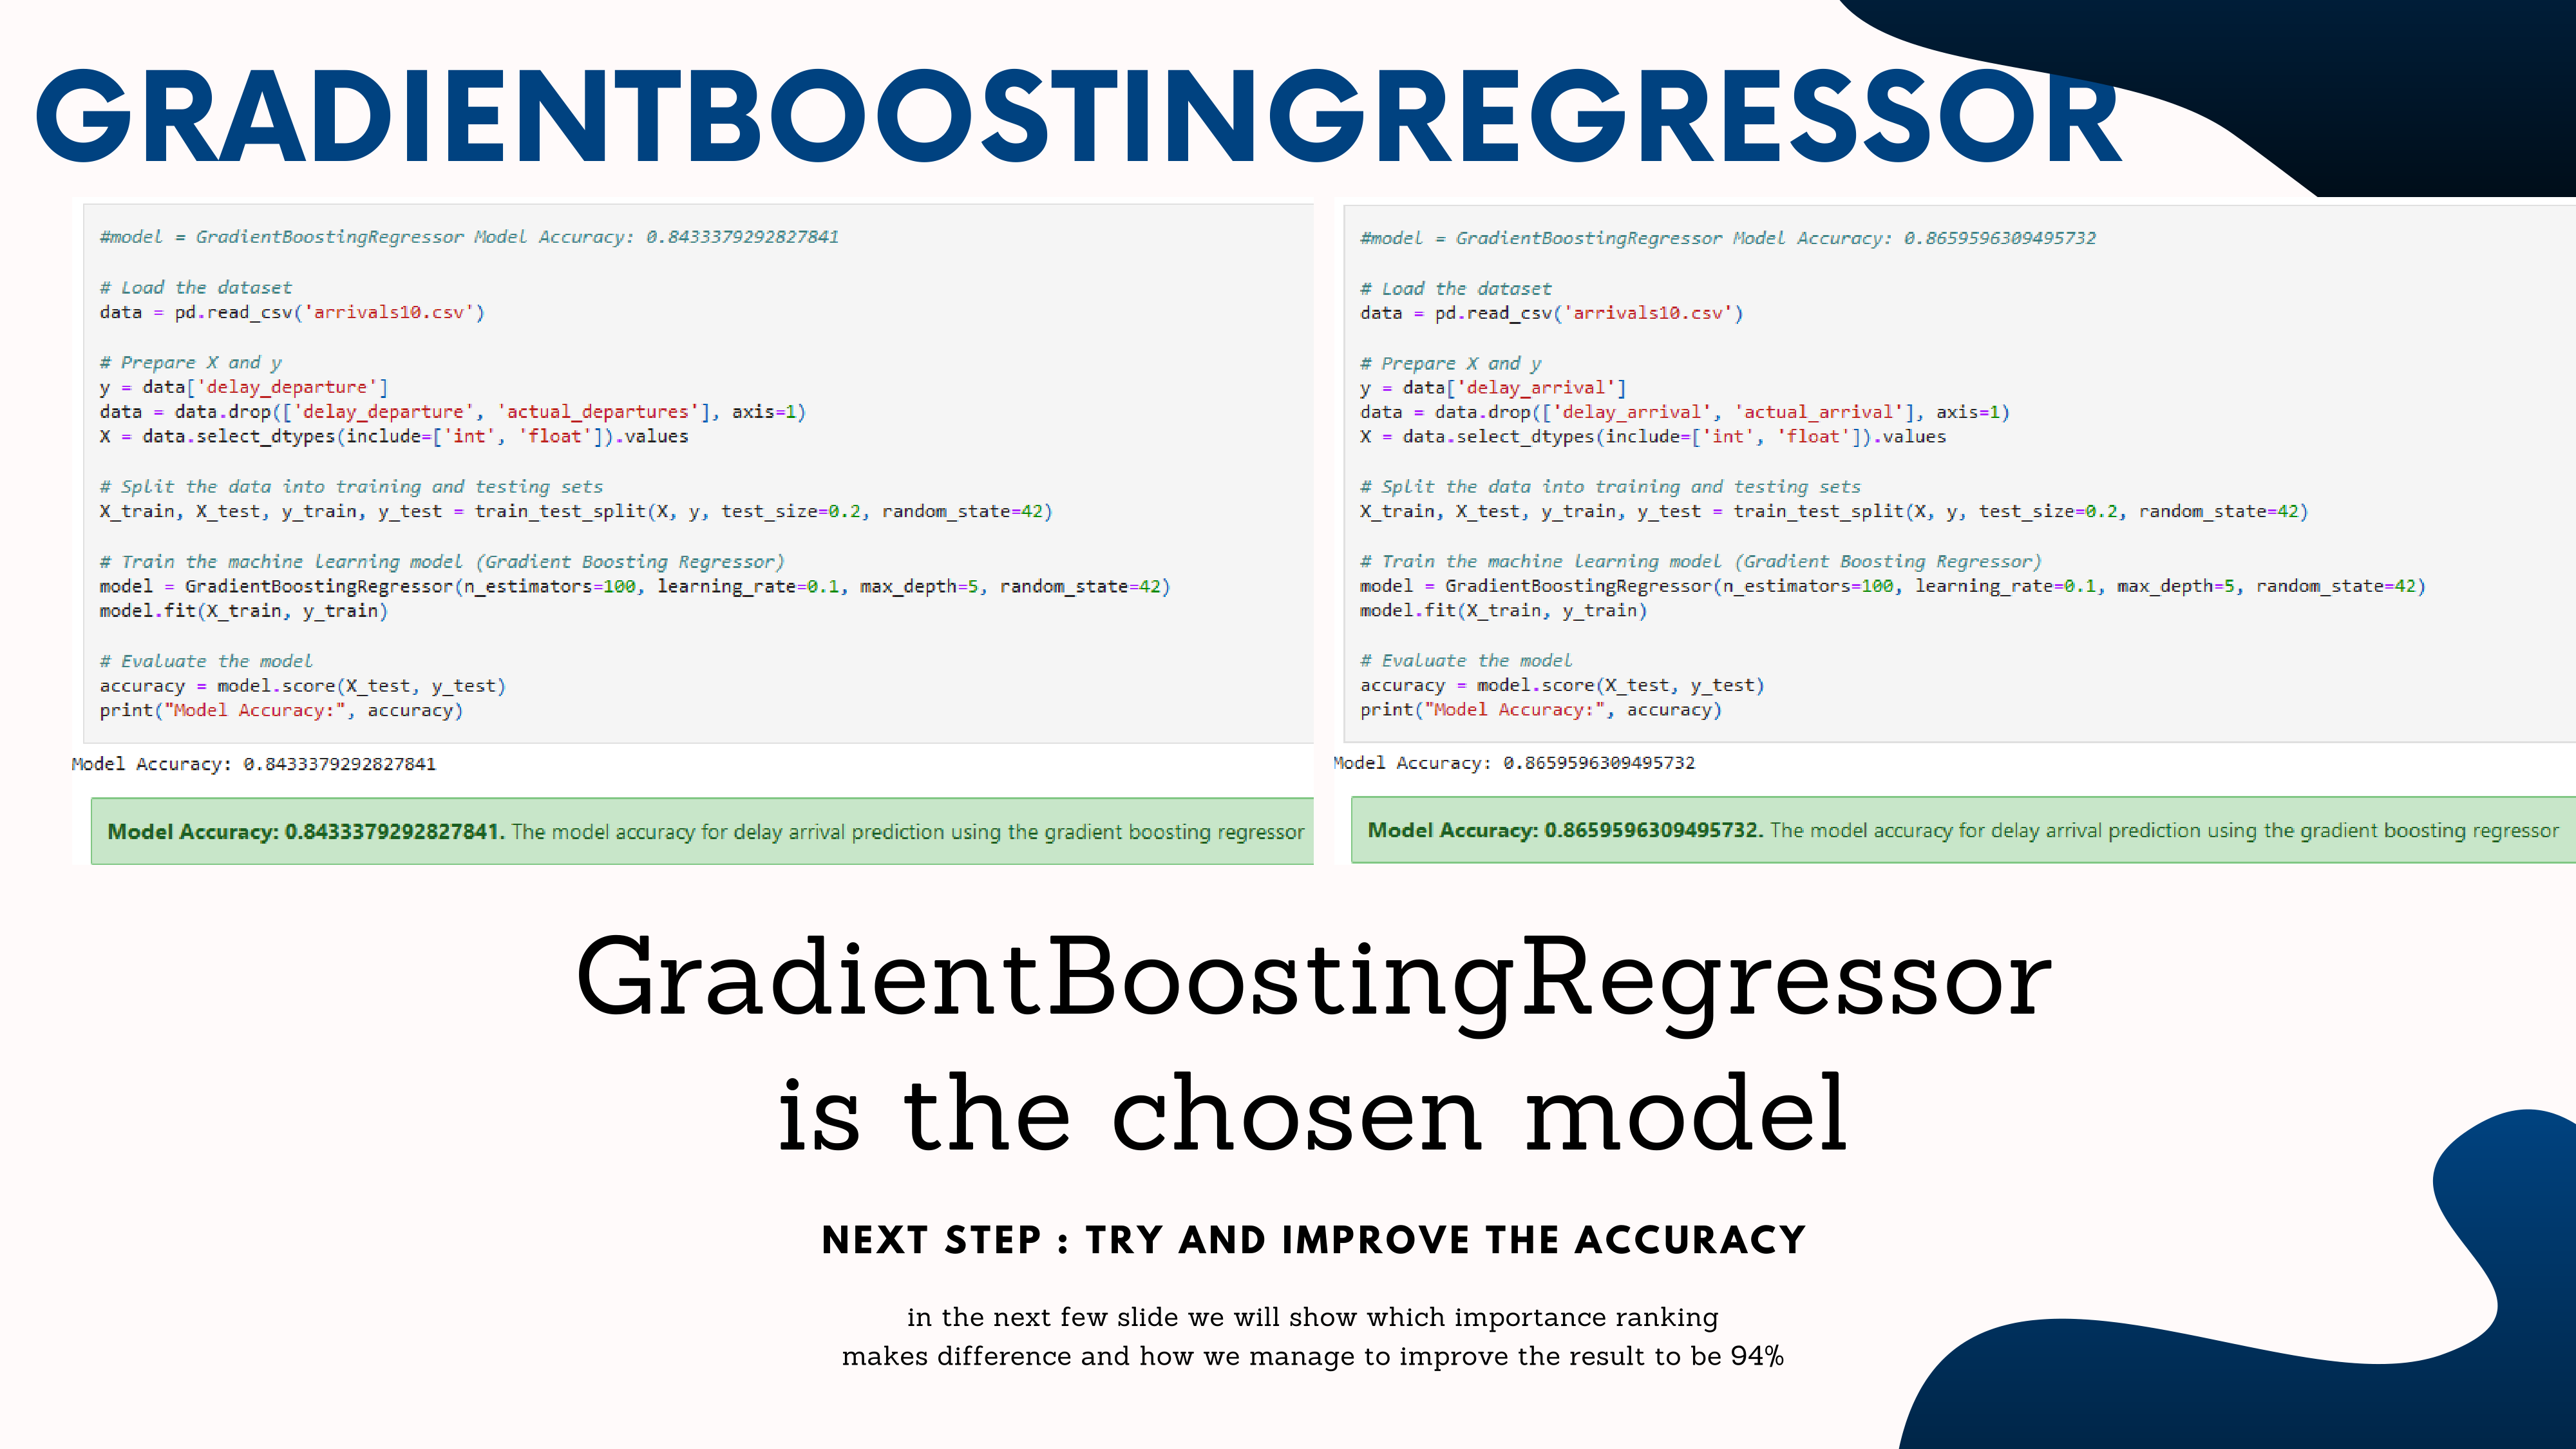 GRADIENTBOOSTINGREGRESSOR
#model = GradientBoostingRegressor Model Accuracy: 0.8433379292827841
# Load the dataset
data = pd.read_csv('arrivals10.csv')
# Prepare X and y
y = data['delay_departure']
data = data.drop(['delay_departure', 'actual_departures'], axis=1)
X = data.select_dtypes(include=['int', 'float']).values
# Split the data into training and testing sets
X_train, X_test, y_train, y_test = train_test_split(X, y, test_size=0.2, random_state=42)
# Train the machine learning model (Gradient Boosting Regressor)
model = GradientBoostingRegressor(n_estimators=100, learning_rate=0.1, max_depth=5, random_state=42)
model.fit(X_train, y_train)
# Evaluate the model
accuracy = model.score(X_test, y_test)
print("Model Accuracy:", accuracy)
Model Accuracy: 0.8433379292827841
Model Accuracy: 0.8433379292827841. The model accuracy for delay arrival prediction using the gradient boosting regressor
#model = GradientBoostingRegressor Model Accuracy: 0.8659596309495732
# Load the dataset
data = pd.read_csv('arrivals10.csv')
# Prepare X and y
y = data['delay_arrival']
data = data.drop(['delay_arrival', 'actual_arrival'], axis=1)
X = data.select_dtypes(include=['int', 'float']).values
# Split the data into training and testing sets
X_train, X_test, y_train, y_test = train_test_split(X, y, test_size=0.2, random_state=42)
# Train the machine learning model (Gradient Boosting Regressor)
model = GradientBoostingRegressor(n_estimators=100, learning_rate=0.1, max_depth=5, random_state=42)
model.fit(X_train, y_train)
# Evaluate the model
accuracy = model.score(X_test, y_test)
print("Model Accuracy:", accuracy)
Model Accuracy: 0.8659596309495732
Model Accuracy: 0.8659596309495732. The model accuracy for delay arrival prediction using the gradient boosting regressor
GradientBoostingRegressor
is the chosen model
NEXT STEP : TRY AND IMPROVE THE ACCURACY
in the next few slide we will show which importance ranking
makes difference and how we manage to improve the result to be 94%